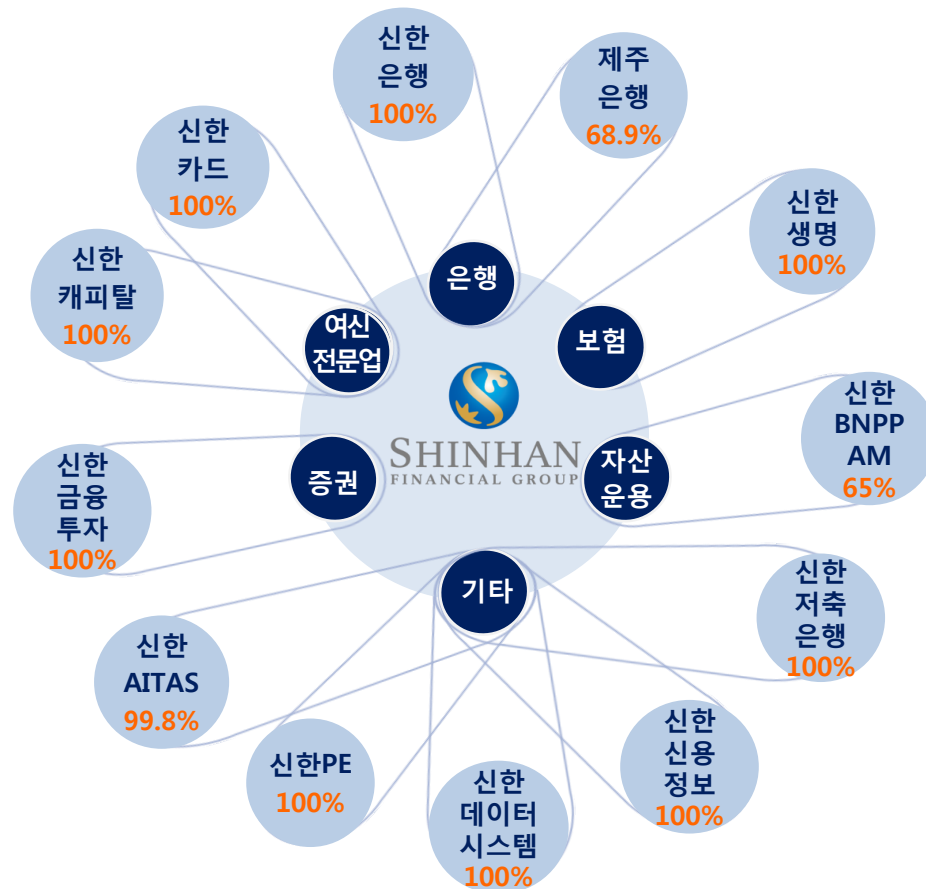 신한
은행
100%
제주
은행
68.9%
신한
카드
100%
신한
생명
100%
신한
캐피탈
100%
은행
여신
전문업
보험
SHINHAN
FINANCIAL GROUP
증권
자산
운용
기타
신한
BNPP
AM
65%
신한
금융
투자
100%
신한
저축
은행
100%
신한
AITAS
99.8%
신한
신용
정보
100%
신한PE
100%
신한
데이터
시스템
100%